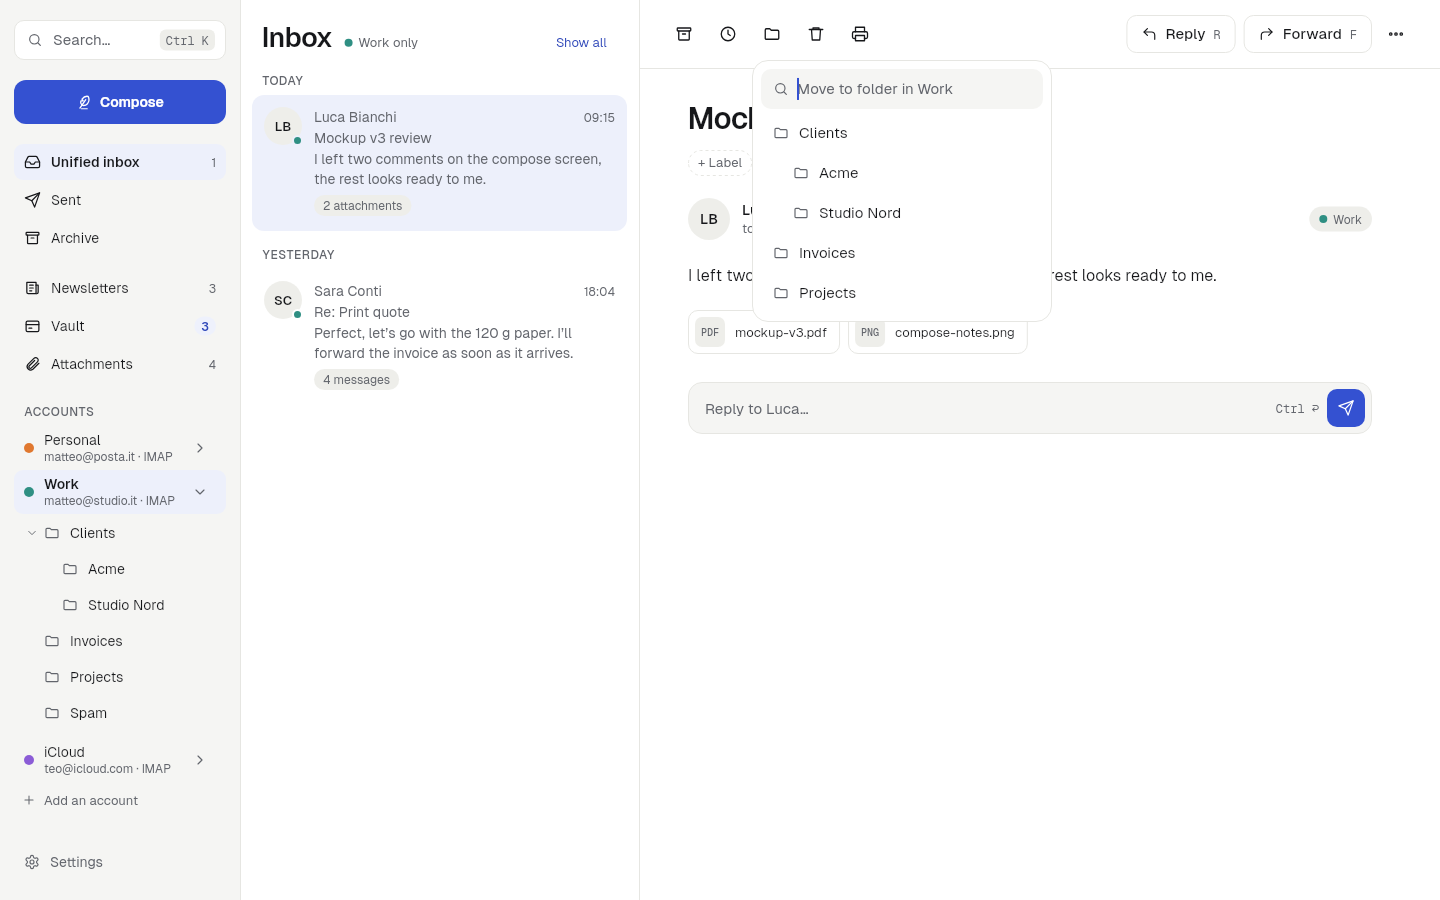 Search...
Ctrl K
Compose
Unified inbox
1
Sent
Archive
Newsletters
3
Vault
3
Attachments
4
ACCOUNTS
Personal
matteo@posta.it · IMAP
Work
matteo@studio.it · IMAP
Clients
Acme
Studio Nord
Invoices
Projects
Spam
iCloud
teo@icloud.com · IMAP
Add an account
Settings
Inbox
Work only
Show all
TODAY
LB
Luca Bianchi
09:15
Mockup v3 review
I left two comments on the compose screen,
the rest looks ready to me.
2 attachments
YESTERDAY
SC
Sara Conti
18:04
Re: Print quote
Perfect, let's go with the 120 g paper. I'll
forward the invoice as soon as it arrives.
4 messages
Reply R
Forward F
Move to folder in Work
Clients
Acme
Studio Nord
Invoices
Projects
+ Label
LB
to
Work
I left two
rest looks ready to me.
PDF
mockup-v3.pdf
PNG
compose-notes.png
Reply to Luca...
Ctrl ↵